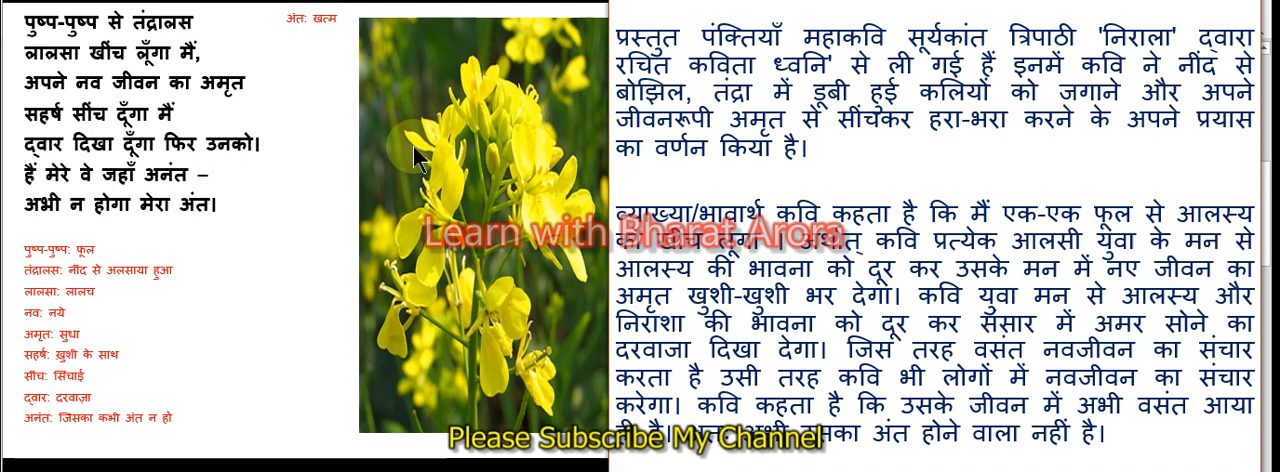 पुष्प-पुष्प से तंद्रालस
लालसा खींच लूँगा मैं,
अपने नव जीवन का अमृत
सहर्ष सींच दूँगा मैं
द्वार दिखा दूँगा फिर उनको।
हैं मेरे वे जहाँ अनंत –
अभी न होगा मेरा अंत।
अंत: खत्म
पुष्प-पुष्प: फूल
तंद्रालस: नींद से अलसाया हुआ
लालसा: लालच
नव: नये
अमृत: सुधा
सहर्ष: ख़ुशी के साथ
सींच: सिंचाई
द्वार: दरवाज़ा
अनंत: जिसका कभी अंत न हो
प्रस्तुत पंक्तियाँ महाकवि सूर्यकांत त्रिपाठी 'निराला' द्वारा
रचित कविता ध्वनि' से ली गई हैं इनमें कवि ने नींद से
बोझिल, तंद्रा में डूबी हुई कलियों को जगाने और अपने
जीवनरूपी अमृत से सींचकर हरा-भरा करने के अपने प्रयास
का वर्णन किया है।
व्याख्या/भावार्थ कवि कहता है कि मैं एक-एक फूल से आलस्य
को खींच लूँगा । अर्थात् कवि प्रत्येक आलसी युवा के मन से
आलस्य की भावना को दूर कर उसके मन में नए जीवन का
अमृत खुशी-खुशी भर देगा। कवि युवा मन से आलस्य और
निराशा की भावना को दूर कर संसार में अमर सोने का
दरवाजा दिखा देगा। जिस तरह वसंत नवजीवन का संचार
करता है उसी तरह कवि भी लोगों में नवजीवन का संचार
करेगा। कवि कहता है कि उसके जीवन में अभी वसंत आया
है। अभी उसका अंत होने वाला नहीं है।
Learn with Bharat Arora
Please Subscribe My Channel